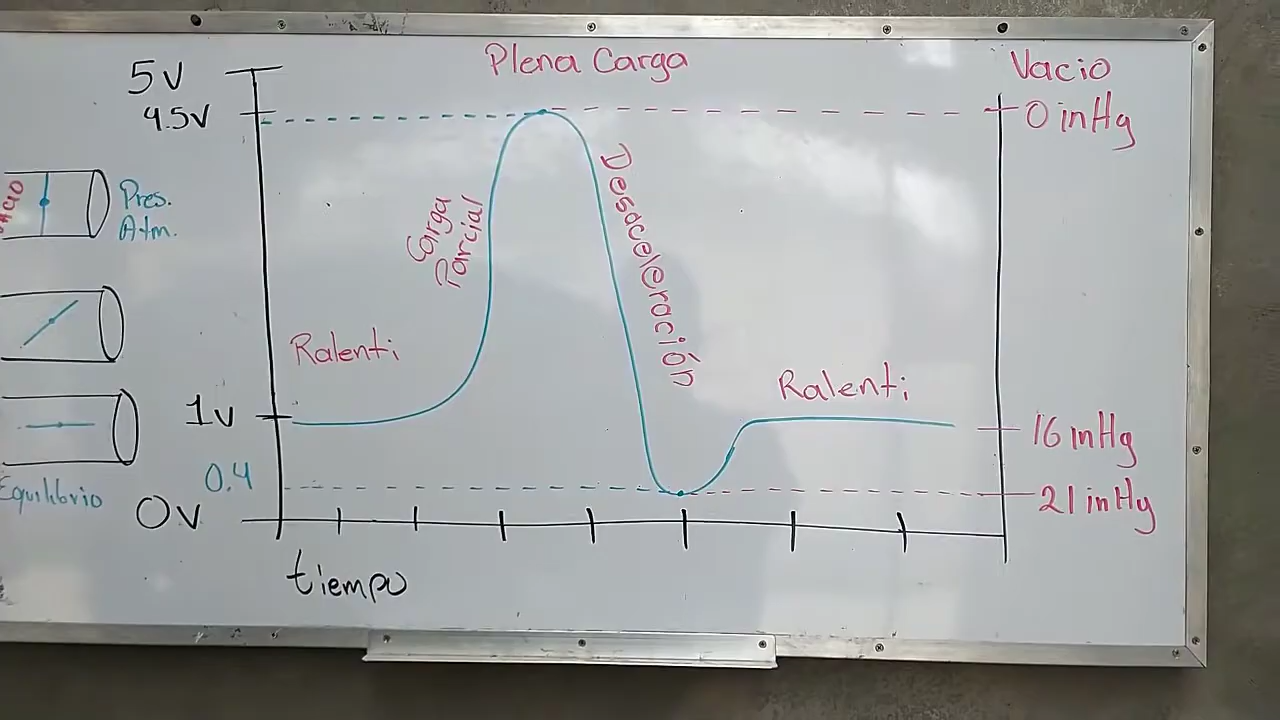 Plena Carga
5V
4.5V
Vacio
0 inHg
Pres.
Atm.
Carga
Parcial
Desaceleración
Ralenti
Ralenti
1v
16 inHg
0.4
21 inHg
Equilibrio
0v
tiempo